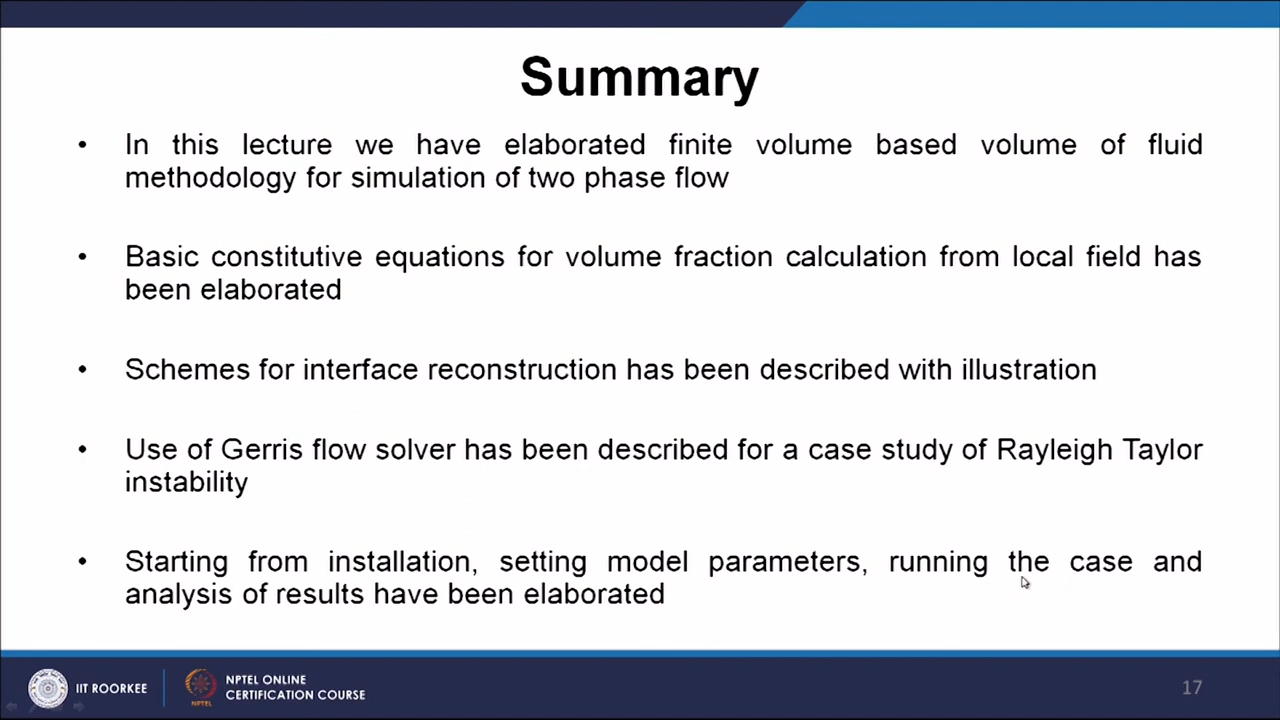 Summary
• In this lecture we have elaborated finite volume based volume of fluid
methodology for simulation of two phase flow
• Basic constitutive equations for volume fraction calculation from local field has
been elaborated
• Schemes for interface reconstruction has been described with illustration
• Use of Gerris flow solver has been described for a case study of Rayleigh Taylor
instability
• Starting from installation, setting model parameters, running the case and
analysis of results have been elaborated
IIT ROORKEE
NPTEL
NPTEL ONLINE
CERTIFICATION COURSE
17